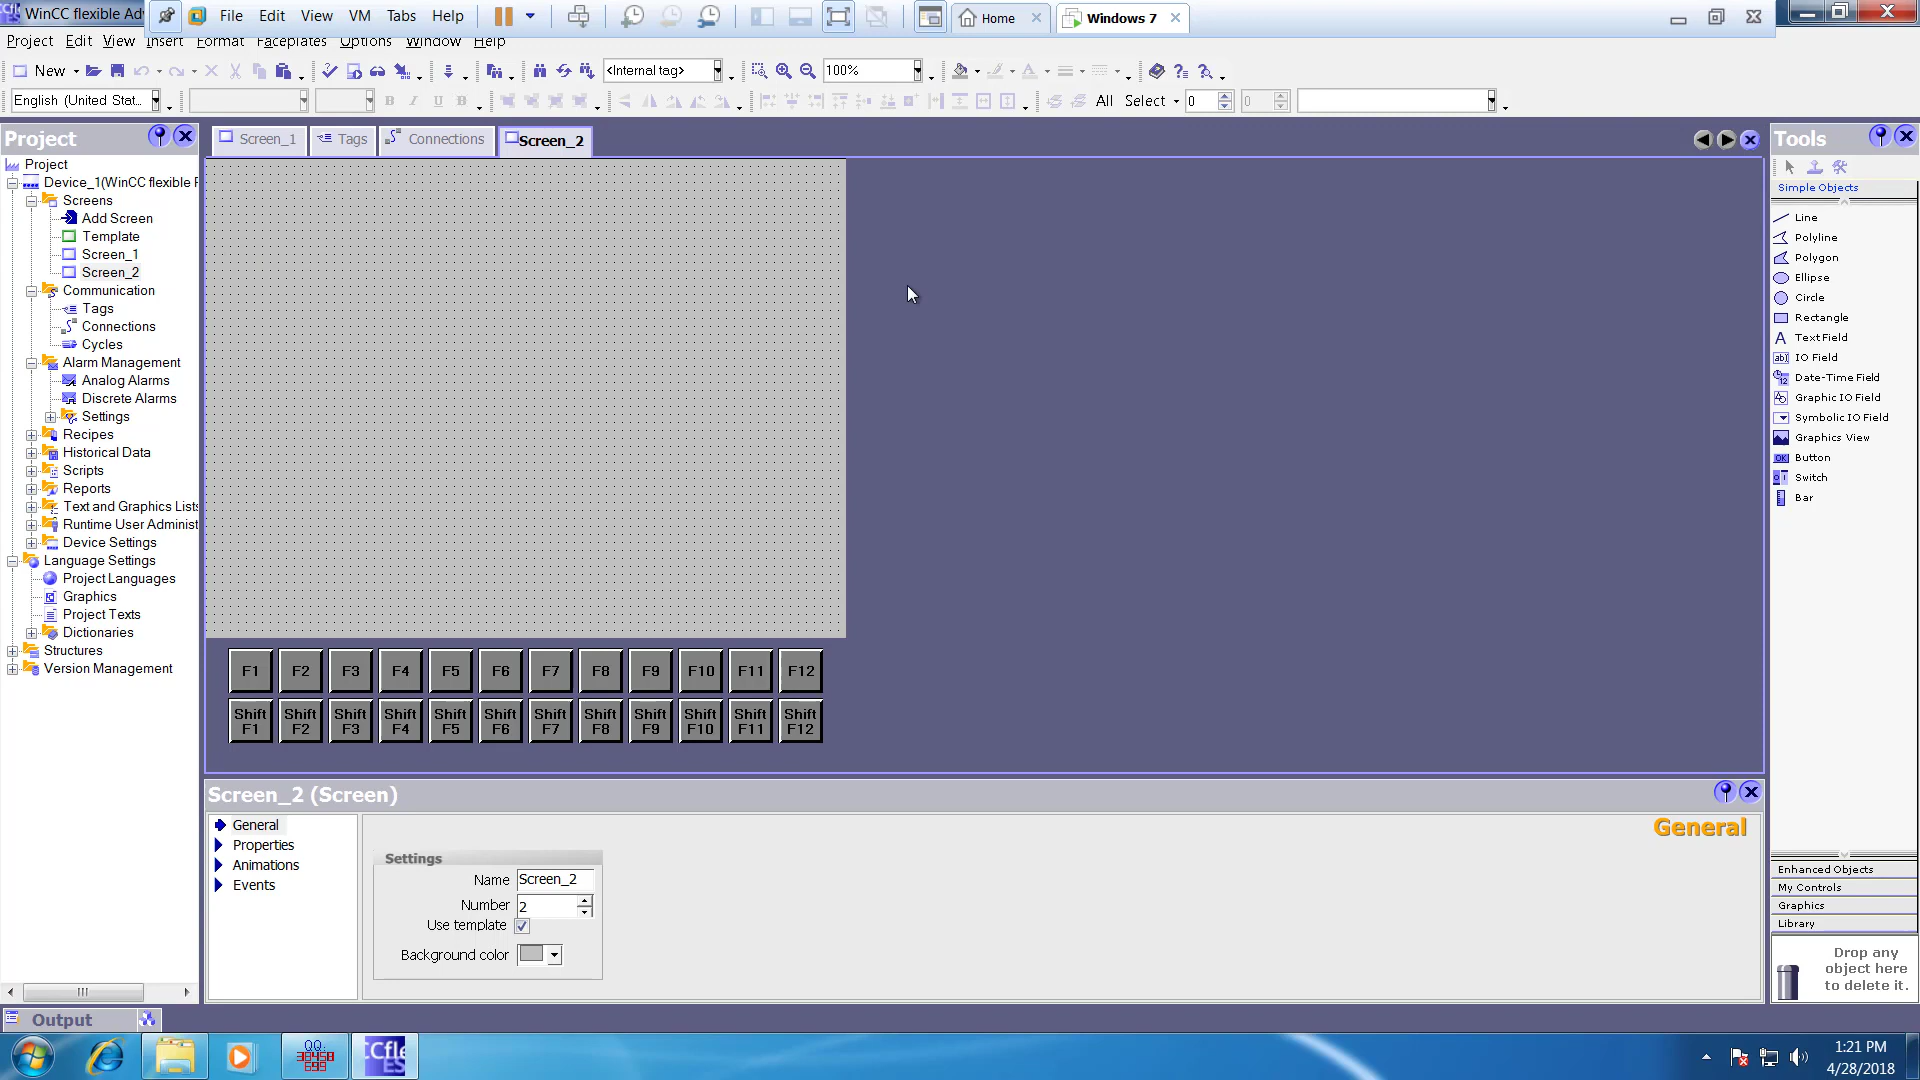 WinCC flexible Adv
File Edit View VM Tabs Help
Home
Windows 7
Project Edit View Insert Format Faceplates Options Window Help
New
<Internal tag>
100%
English (United Stat...
All Select 0 0
Project
Screen_1
Tags
Connections
Screen_2
Tools
Project
Device_1(WinCC flexible F
Screens
Add Screen
Template
Screen_1
Screen_2
Communication
Tags
Connections
Cycles
Alarm Management
Analog Alarms
Discrete Alarms
Settings
Recipes
Historical Data
Scripts
Reports
Text and Graphics Lists
Runtime User Administ
Device Settings
Language Settings
Project Languages
Graphics
Project Texts
Dictionaries
Structures
Version Management
Simple Objects
Line
Polyline
Polygon
Ellipse
Circle
Rectangle
Text Field
IO Field
Date-Time Field
Graphic IO Field
Symbolic IO Field
Graphics View
Button
Switch
Bar
Enhanced Objects
My Controls
Graphics
Library
Drop any
object here
to delete it.
F1 F2 F3 F4 F5 F6 F7 F8 F9 F10 F11 F12
Shift Shift Shift Shift Shift Shift Shift Shift Shift Shift Shift Shift
F1 F2 F3 F4 F5 F6 F7 F8 F9 F10 F11 F12
Screen_2 (Screen)
General
Properties
Animations
Events
General
Settings
Name Screen_2
Number 2
Use template
Background color
Output
QQ:
CCfle
ES
1:21 PM
4/28/2018